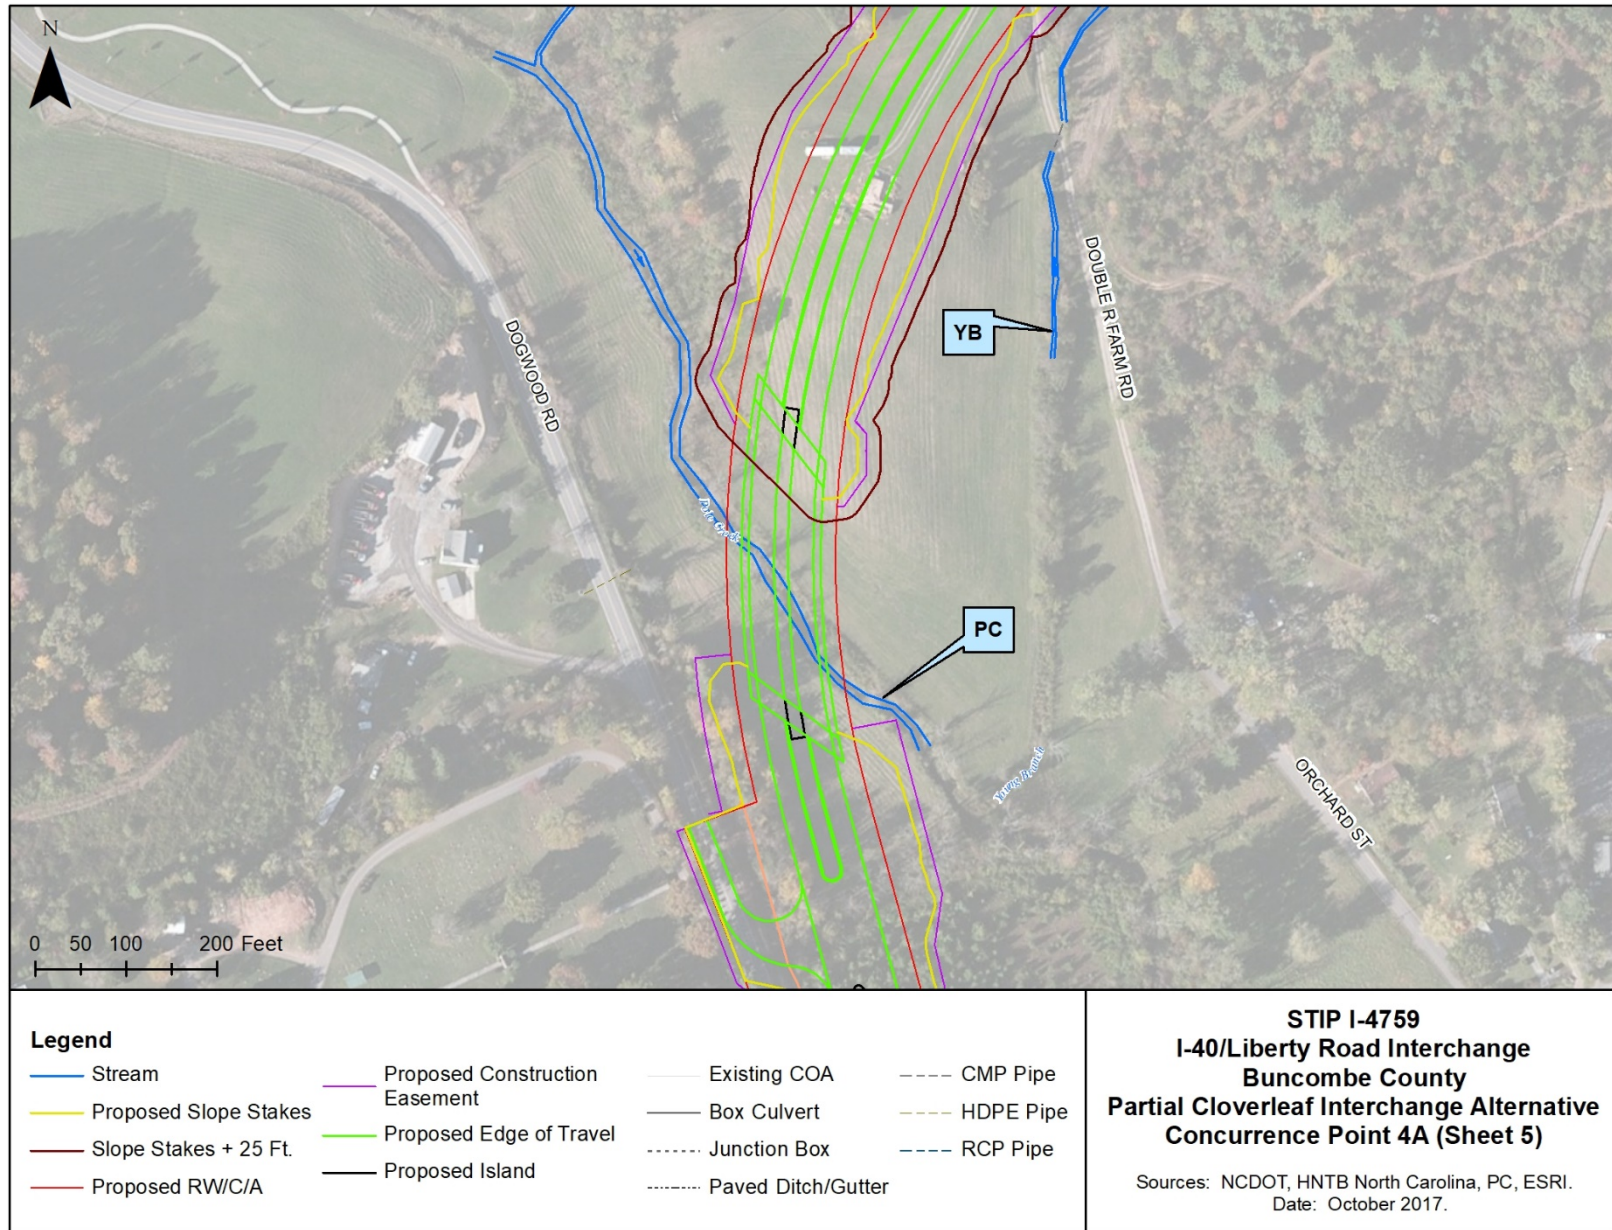 N
DOGWOOD RD
DOUBLE R FARM RD
YB
Pole Creek
PC
Young Branch
ORCHARD ST
0 50 100 200 Feet
Legend
Stream
Proposed Slope Stakes
Slope Stakes + 25 Ft.
Proposed RW/C/A
Proposed Construction
Easement
Proposed Edge of Travel
Proposed Island
Existing COA
Box Culvert
Junction Box
Paved Ditch/Gutter
CMP Pipe
HDPE Pipe
RCP Pipe
STIP I-4759
I-40/Liberty Road Interchange
Buncombe County
Partial Cloverleaf Interchange Alternative
Concurrence Point 4A (Sheet 5)
Sources: NCDOT, HNTB North Carolina, PC, ESRI.
Date: October 2017.